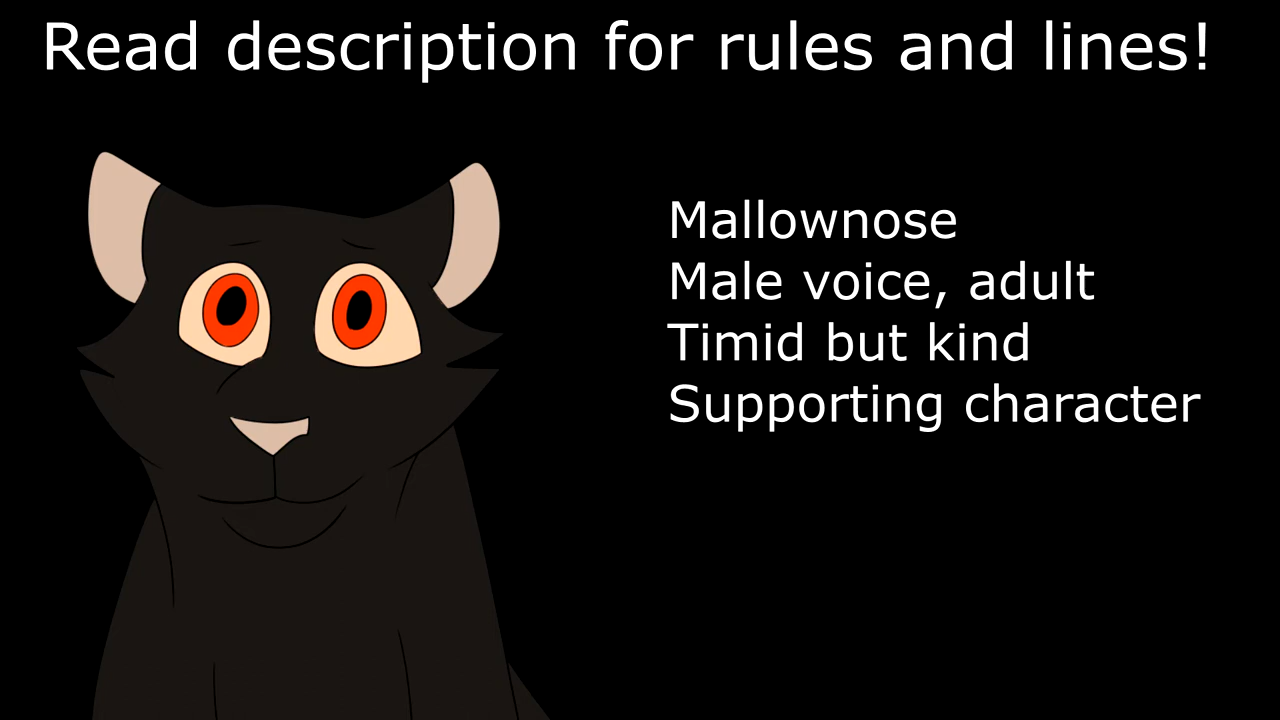 Read description for rules and lines!
Mallownose
Male voice, adult
Timid but kind
Supporting character